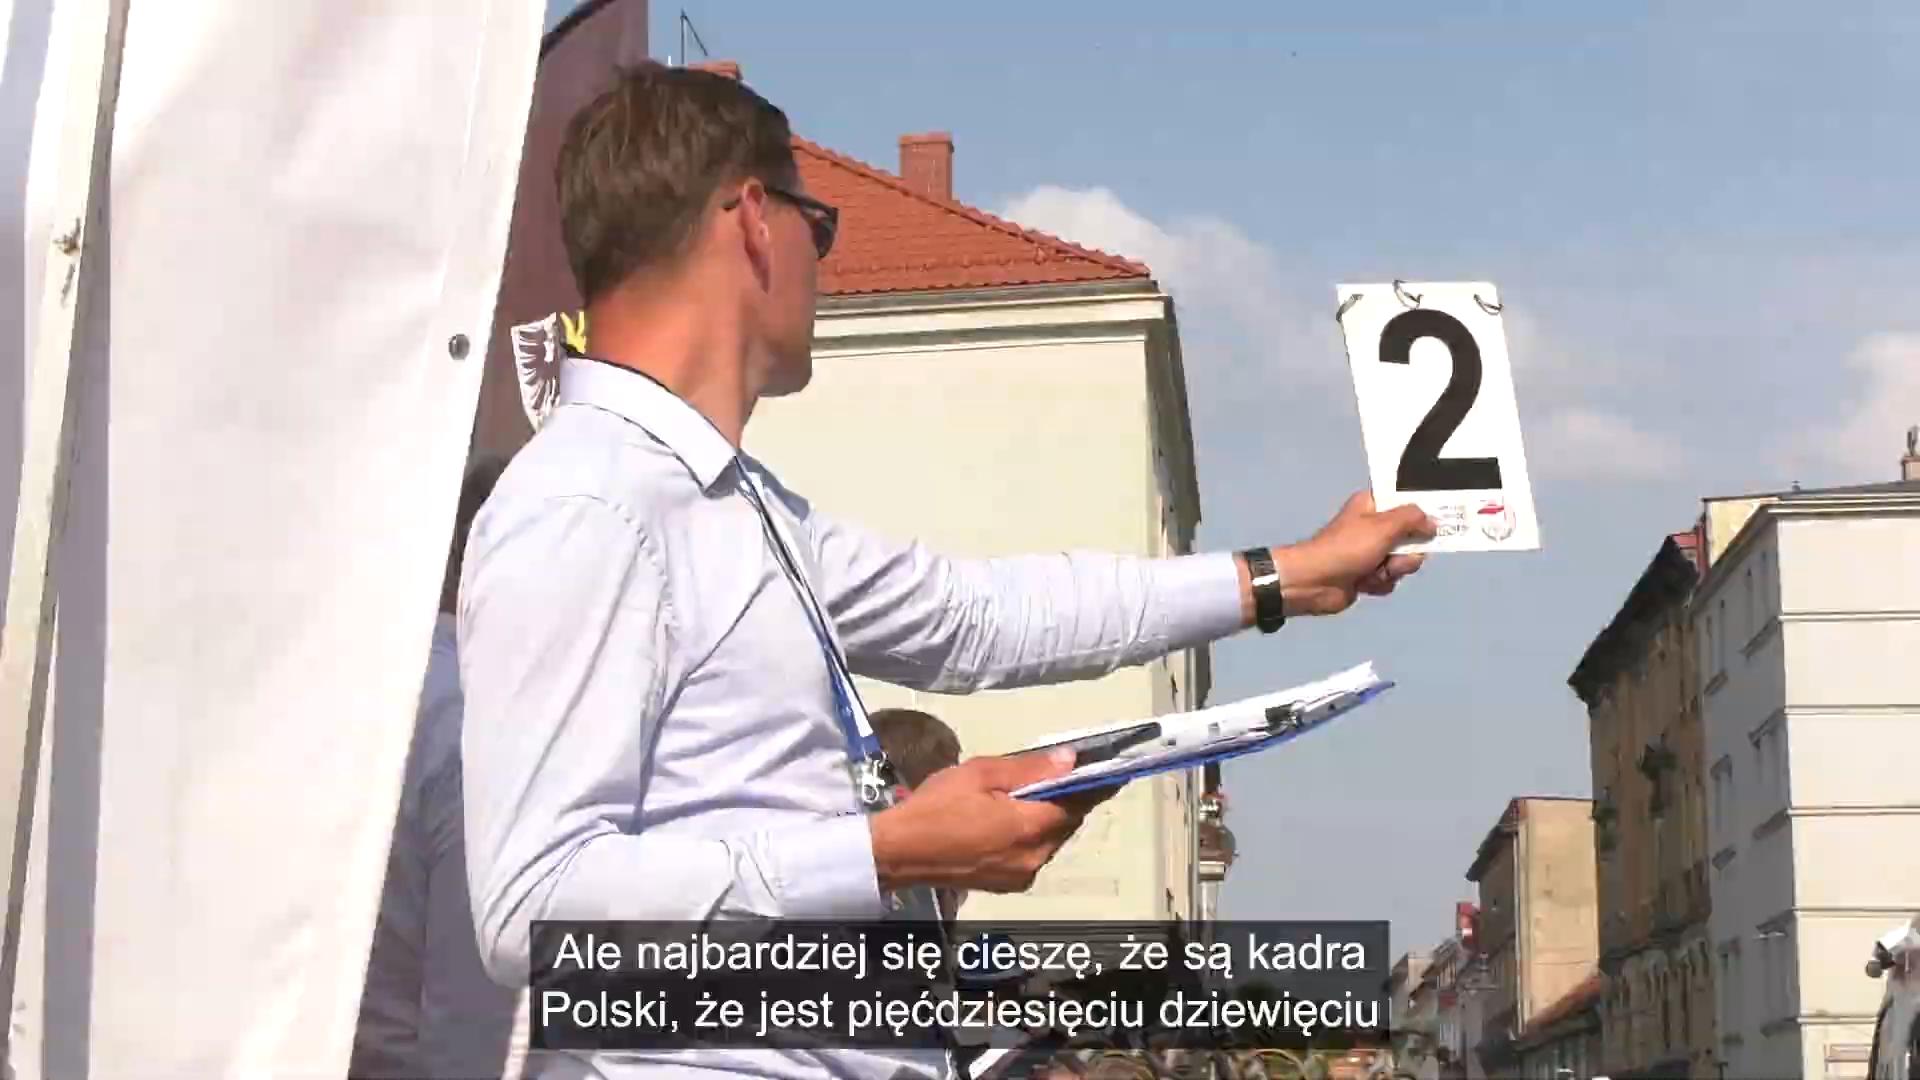 2
Ale najbardziej się cieszę, że są kadra
Polski, że jest pięćdziesięciu dziewięciu